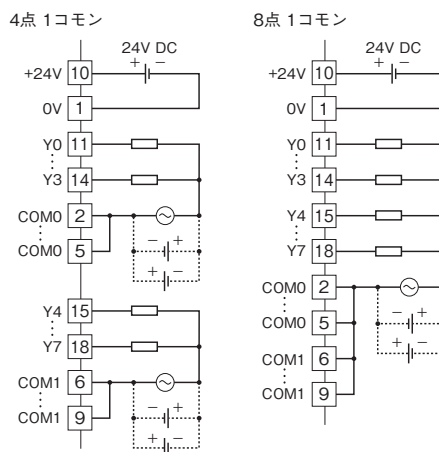 4点 1コモン
24V DC
+ −
+24V 10
0V 1
Y0 11
Y3 14
COM0 2
COM0 5
− +
+ −
Y4 15
Y7 18
COM1 6
COM1 9
− +
+ −
8点 1コモン
24V DC
+ −
+24V 10
0V 1
Y0 11
Y3 14
Y4 15
Y7 18
COM0 2
COM0 5
COM1 6
COM1 9
− +
+ −